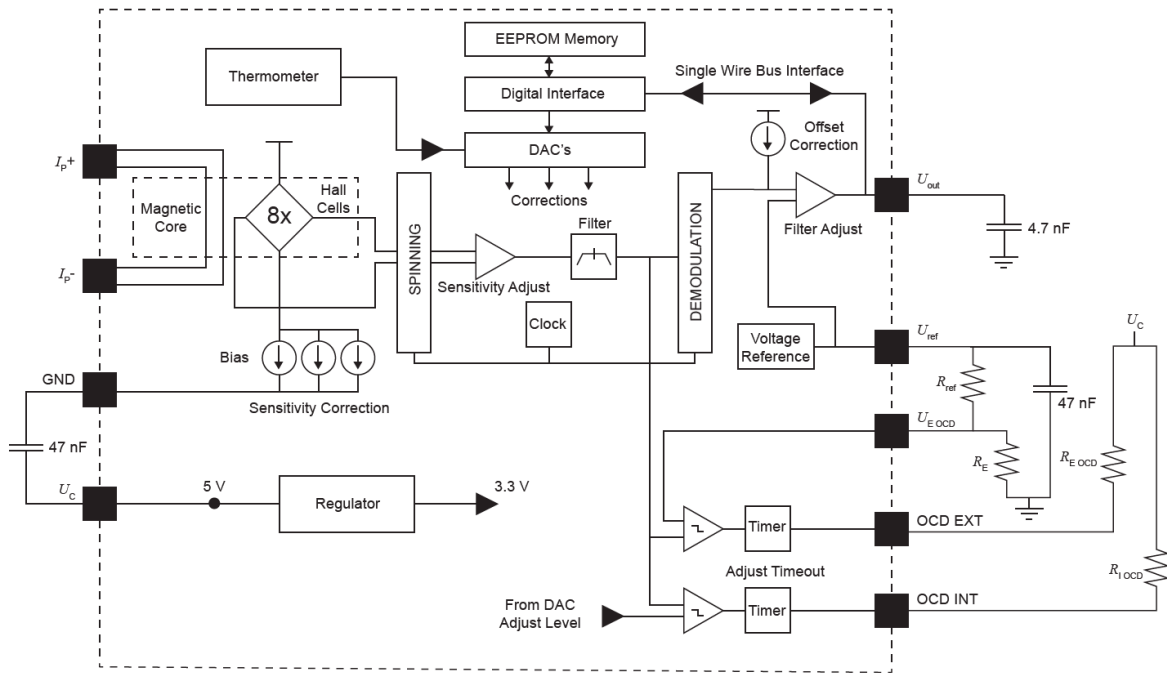 EEPROM Memory
Thermometer
Single Wire Bus Interface
Digital Interface
Offset
Correction
DAC's
I_P+
Hall
Cells
Magnetic
Core
8x
Corrections
U_out
Filter
4.7 nF
Filter Adjust
SPINNING
DEMODULATION
I_P-
Sensitivity Adjust
Clock
Voltage
Reference
U_ref
U_C
Bias
GND
R_ref
47 nF
Sensitivity Correction
U_E OCD
47 nF
R_E
R_E OCD
U_C
5 V
Regulator
3.3 V
Timer
OCD EXT
Adjust Timeout
R_I OCD
From DAC
Adjust Level
Timer
OCD INT